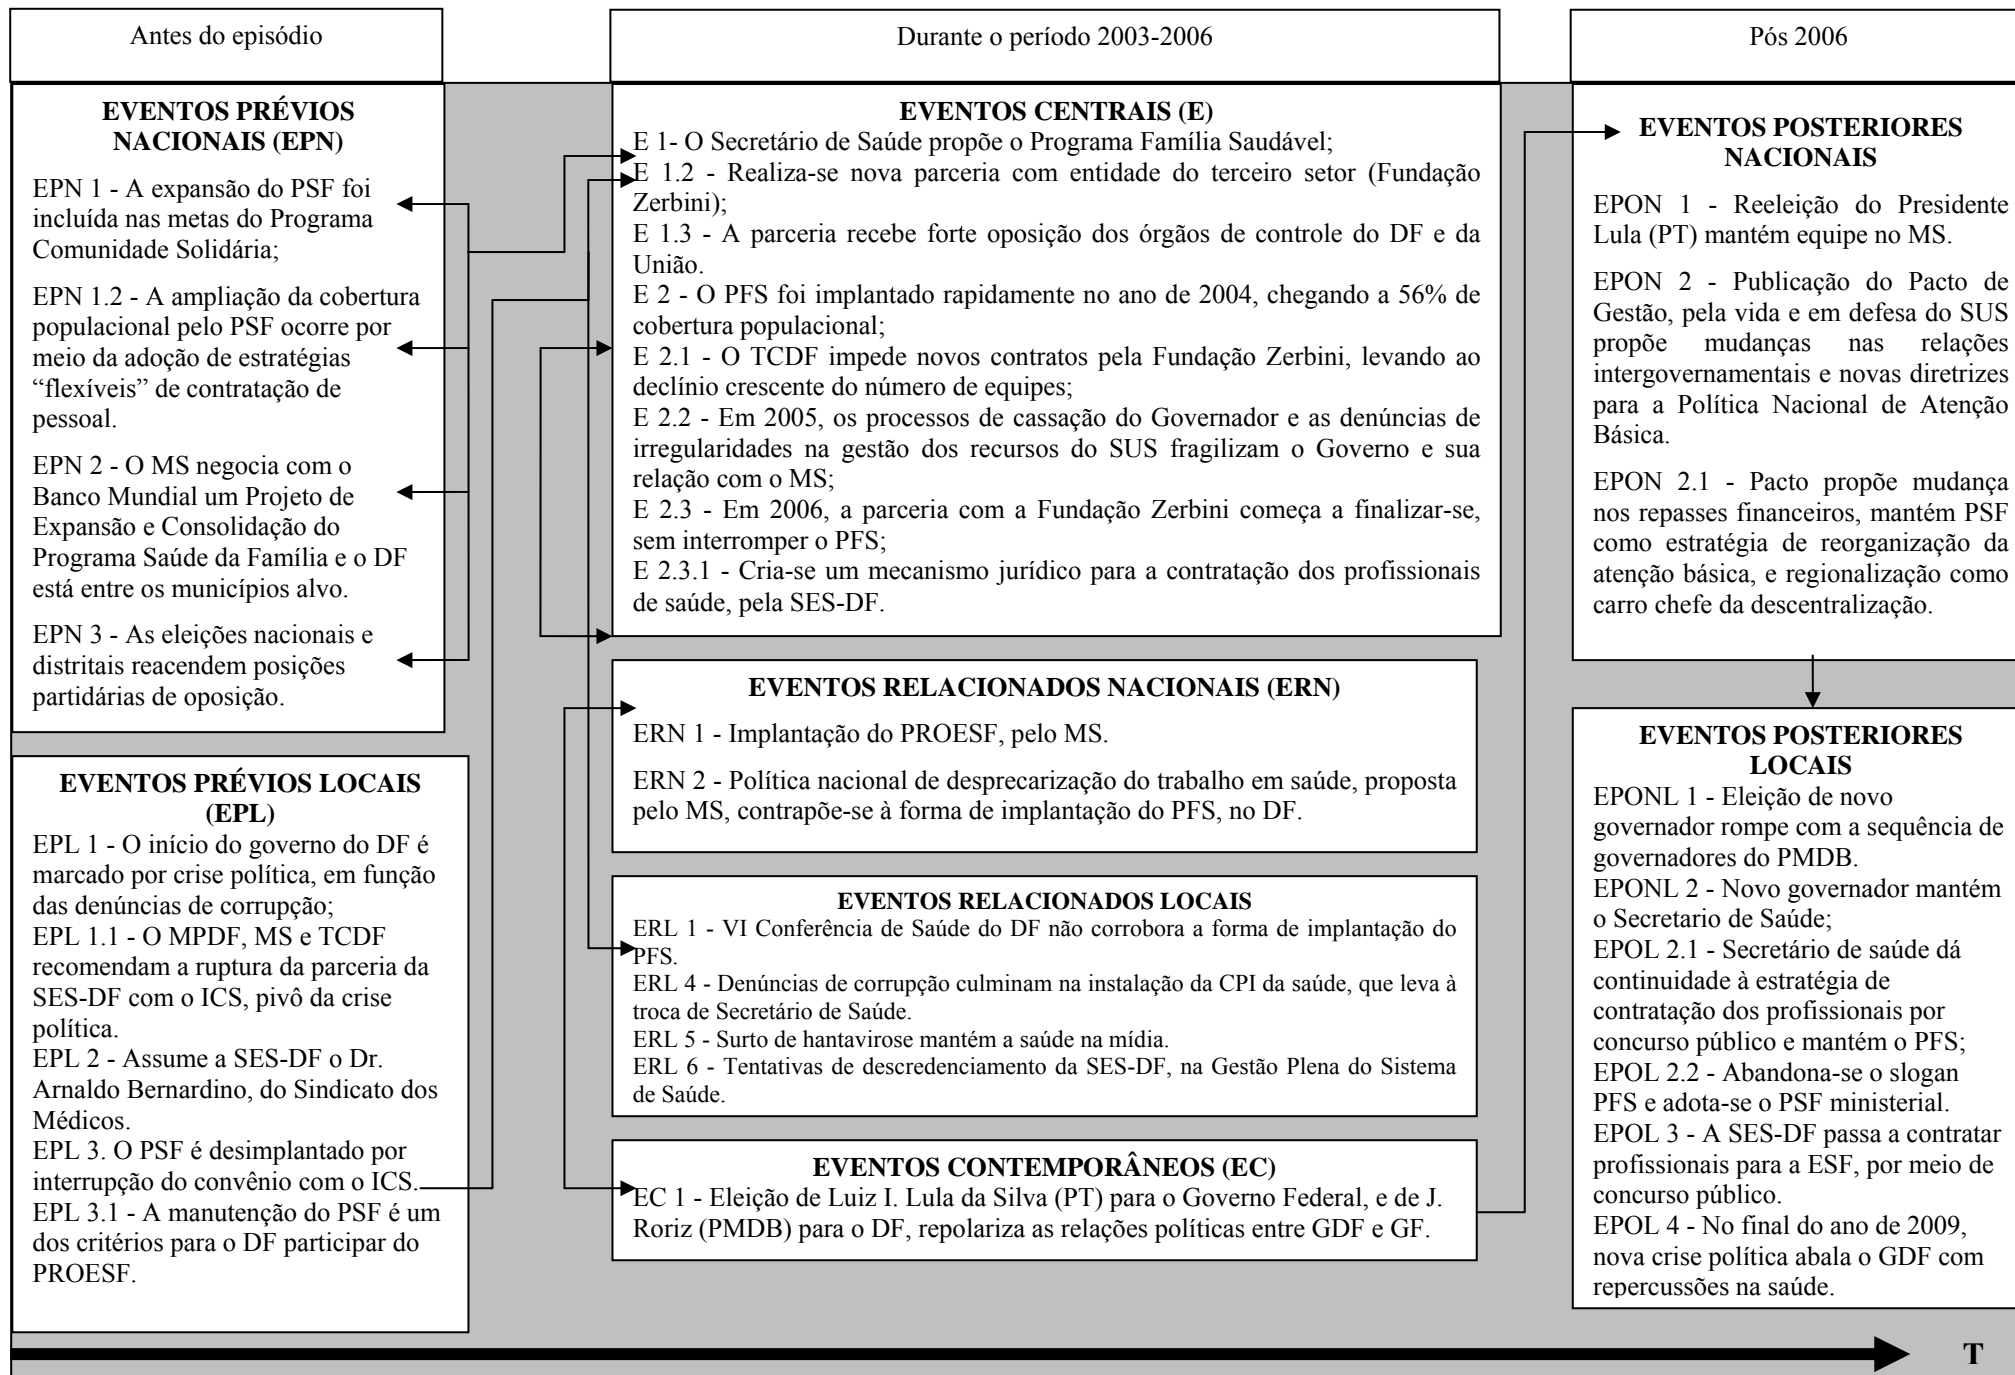 Antes do episódio
Durante o período 2003-2006
Pós 2006
EVENTOS PRÉVIOS
NACIONAIS (EPN)
EPN 1 - A expansão do PSF foi
incluída nas metas do Programa
Comunidade Solidária;
EPN 1.2 - A ampliação da cobertura
populacional pelo PSF ocorre por
meio da adoção de estratégias
“flexíveis” de contratação de
pessoal.
EPN 2 - O MS negocia com o
Banco Mundial um Projeto de
Expansão e Consolidação do
Programa Saúde da Família e o DF
está entre os municípios alvo.
EPN 3 - As eleições nacionais e
distritais reacendem posições
partidárias de oposição.
EVENTOS PRÉVIOS LOCAIS
(EPL)
EPL 1 - O início do governo do DF é
marcado por crise política, em função
das denúncias de corrupção;
EPL 1.1 - O MPDF, MS e TCDF
recomendam a ruptura da parceria da
SES-DF com o ICS, pivô da crise
política.
EPL 2 - Assume a SES-DF o Dr.
Arnaldo Bernardino, do Sindicato dos
Médicos.
EPL 3. O PSF é desimplantado por
interrupção do convênio com o ICS.
EPL 3.1 - A manutenção do PSF é um
dos critérios para o DF participar do
PROESF.
EVENTOS CENTRAIS (E)
E 1- O Secretário de Saúde propõe o Programa Família Saudável;
E 1.2 - Realiza-se nova parceria com entidade do terceiro setor (Fundação
Zerbini);
E 1.3 - A parceria recebe forte oposição dos órgãos de controle do DF e da
União.
E 2 - O PFS foi implantado rapidamente no ano de 2004, chegando a 56% de
cobertura populacional;
E 2.1 - O TCDF impede novos contratos pela Fundação Zerbini, levando ao
declínio crescente do número de equipes;
E 2.2 - Em 2005, os processos de cassação do Governador e as denúncias de
irregularidades na gestão dos recursos do SUS fragilizam o Governo e sua
relação com o MS;
E 2.3 - Em 2006, a parceria com a Fundação Zerbini começa a finalizar-se,
sem interromper o PFS;
E 2.3.1 - Cria-se um mecanismo jurídico para a contratação dos profissionais
de saúde, pela SES-DF.
EVENTOS RELACIONADOS NACIONAIS (ERN)
ERN 1 - Implantação do PROESF, pelo MS.
ERN 2 - Política nacional de desprecarização do trabalho em saúde, proposta
pelo MS, contrapõe-se à forma de implantação do PFS, no DF.
EVENTOS RELACIONADOS LOCAIS
ERL 1 - VI Conferência de Saúde do DF não corrobora a forma de implantação do
PFS.
ERL 4 - Denúncias de corrupção culminam na instalação da CPI da saúde, que leva à
troca de Secretário de Saúde.
ERL 5 - Surto de hantavirose mantém a saúde na mídia.
ERL 6 - Tentativas de descredenciamento da SES-DF, na Gestão Plena do Sistema
de Saúde.
EVENTOS CONTEMPORÂNEOS (EC)
EC 1 - Eleição de Luiz I. Lula da Silva (PT) para o Governo Federal, e de J.
Roriz (PMDB) para o DF, repolariza as relações políticas entre GDF e GF.
EVENTOS POSTERIORES
NACIONAIS
EPON 1 - Reeleição do Presidente
Lula (PT) mantém equipe no MS.
EPON 2 - Publicação do Pacto de
Gestão, pela vida e em defesa do SUS
propõe mudanças nas relações
intergovernamentais e novas diretrizes
para a Política Nacional de Atenção
Básica.
EPON 2.1 - Pacto propõe mudança
nos repasses financeiros, mantém PSF
como estratégia de reorganização da
atenção básica, e regionalização como
carro chefe da descentralização.
EVENTOS POSTERIORES
LOCAIS
EPONL 1 - Eleição de novo
governador rompe com a sequência de
governadores do PMDB.
EPONL 2 - Novo governador mantém
o Secretario de Saúde;
EPOL 2.1 - Secretário de saúde dá
continuidade à estratégia de
contratação dos profissionais por
concurso público e mantém o PFS;
EPOL 2.2 - Abandona-se o slogan
PFS e adota-se o PSF ministerial.
EPOL 3 - A SES-DF passa a contratar
profissionais para a ESF, por meio de
concurso público.
EPOL 4 - No final do ano de 2009,
nova crise política abala o GDF com
repercussões na saúde.
T